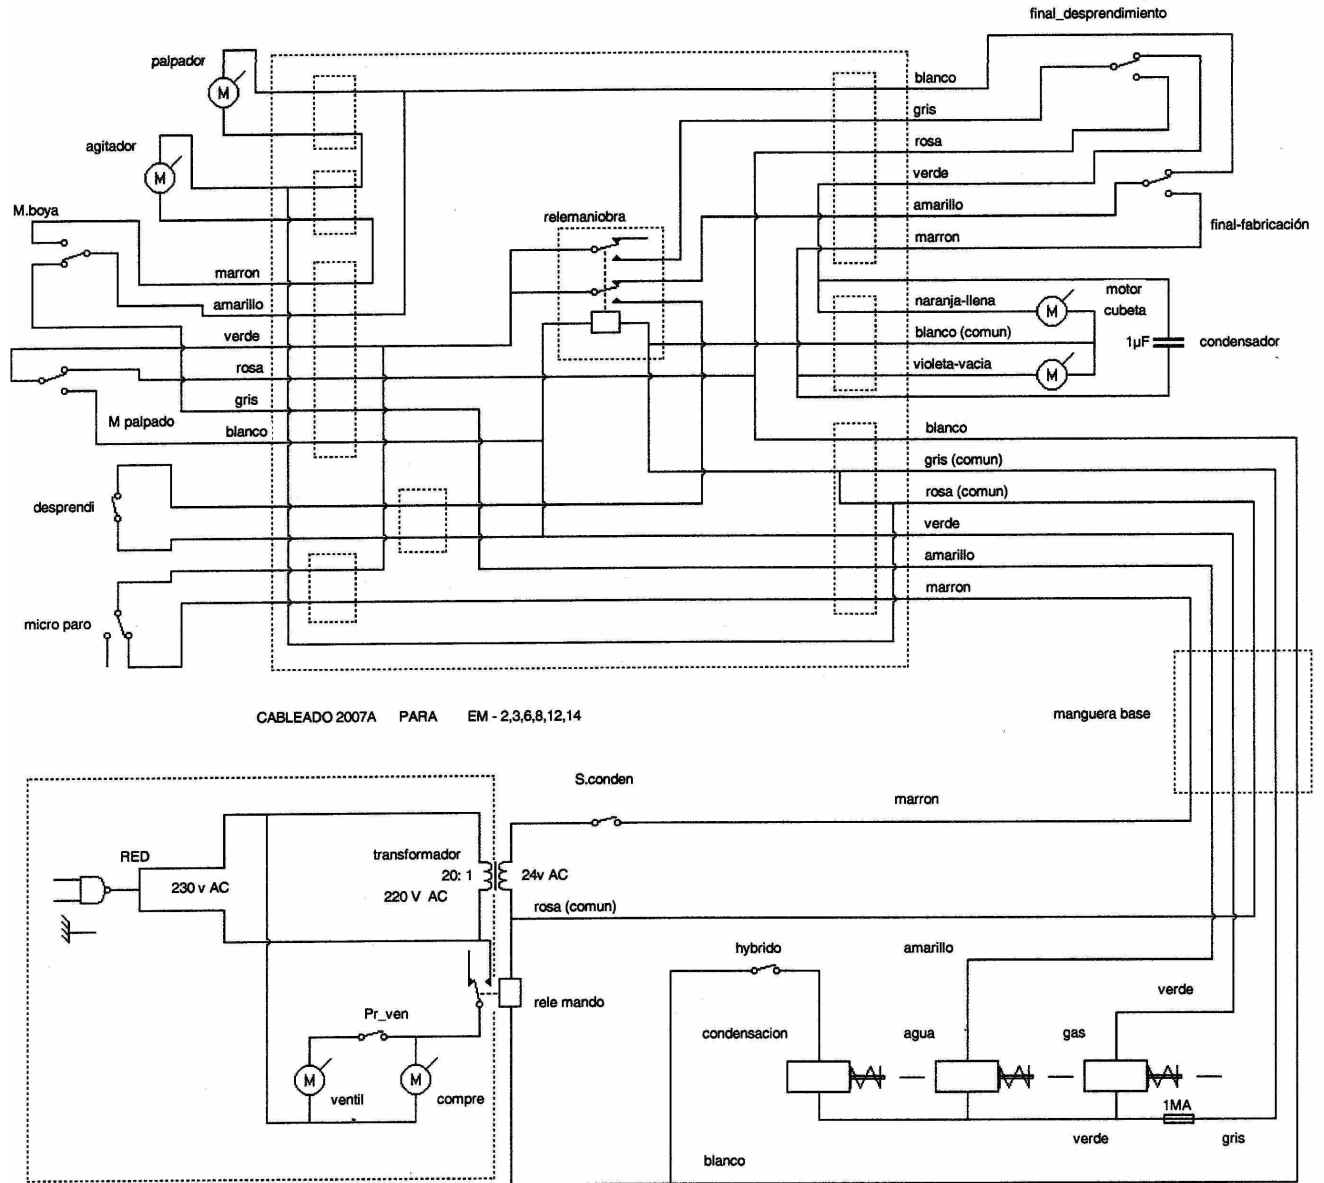 final_desprendimiento
palpador
blanco
gris
agitador
rosa
verde
M.boya
amarillo
relemaniobra
final-fabricación
marron
marron
amarillo
naranja-llena
motor
cubeta
verde
blanco (comun)
1µF
condensador
rosa
violeta-vacia
gris
M palpado
blanco
blanco
gris (comun)
rosa (comun)
desprendi
verde
amarillo
marron
micro paro
CABLEADO 2007A PARA EM - 2,3,6,8,12,14
manguera base
S.conden
marron
RED
transformador
20: 1
24v AC
230 v AC
220 V AC
rosa (comun)
hybrido
amarillo
verde
rele mando
Pr_ven
condensacion
agua
gas
M
M
M
M
M
M
ventil
compre
1MA
verde
gris
blanco